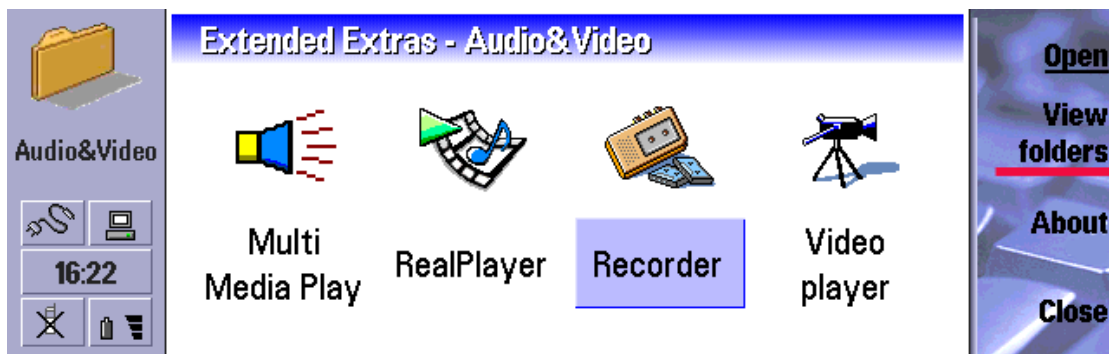 Extended Extras - Audio&Video
Audio&Video
16:22
Multi
Media Play
RealPlayer
Recorder
Video
player
Open
View
folders
About
Close